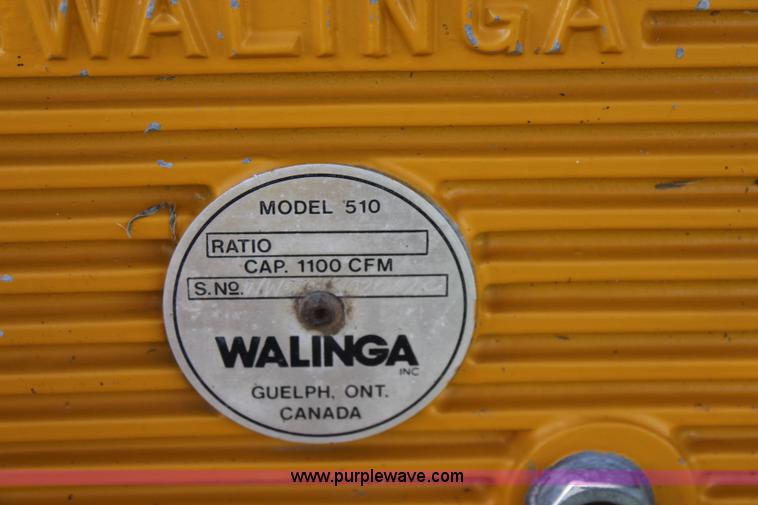 WALINGA
MODEL 510
RATIO
CAP. 1100 CFM
S. NO.
WALINGA
INC
GUELPH, ONT.
CANADA
www.purplewave.com